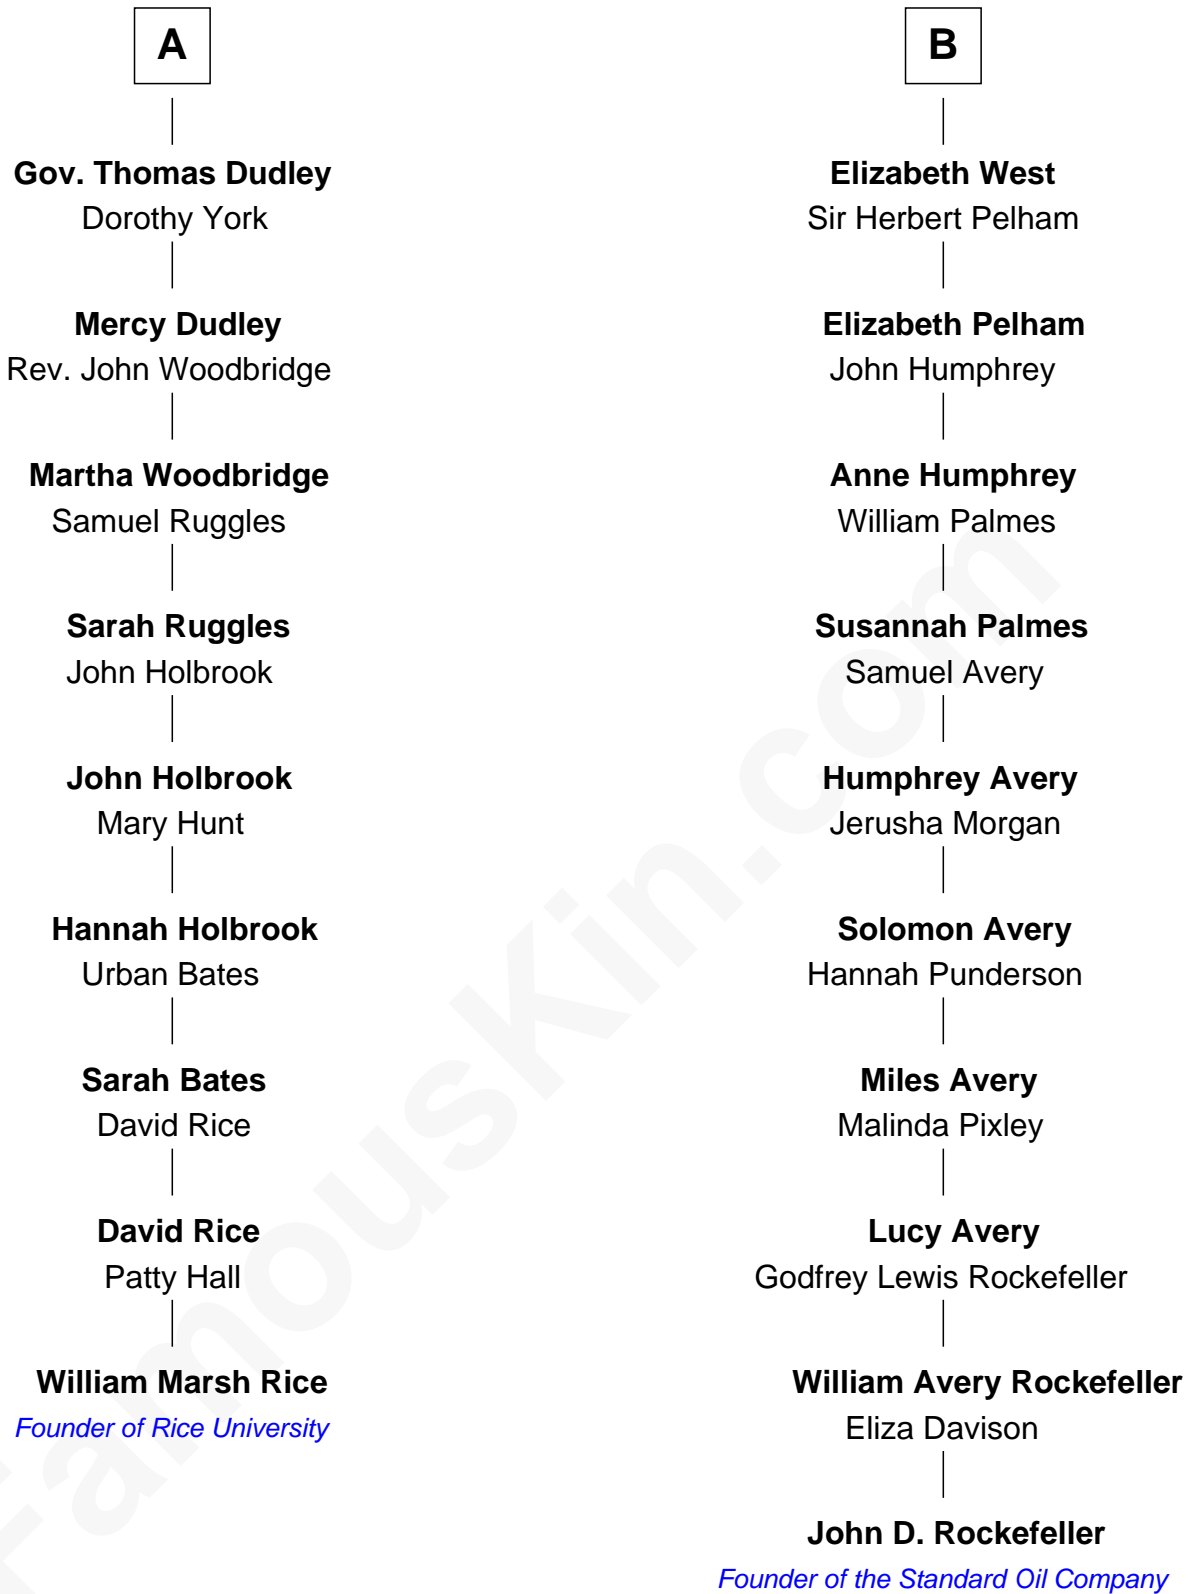 A
Gov. Thomas Dudley
Dorothy York
Mercy Dudley
Rev. John Woodbridge
Martha Woodbridge
Samuel Ruggles
Sarah Ruggles
John Holbrook
John Holbrook
Mary Hunt
Hannah Holbrook
Urban Bates
Sarah Bates
David Rice
David Rice
Patty Hall
William Marsh Rice
Founder of Rice University
B
Elizabeth West
Sir Herbert Pelham
Elizabeth Pelham
John Humphrey
Anne Humphrey
William Palmes
Susannah Palmes
Samuel Avery
Humphrey Avery
Jerusha Morgan
Solomon Avery
Hannah Punderson
Miles Avery
Malinda Pixley
Lucy Avery
Godfrey Lewis Rockefeller
William Avery Rockefeller
Eliza Davison
John D. Rockefeller
Founder of the Standard Oil Company
FamousKin.com